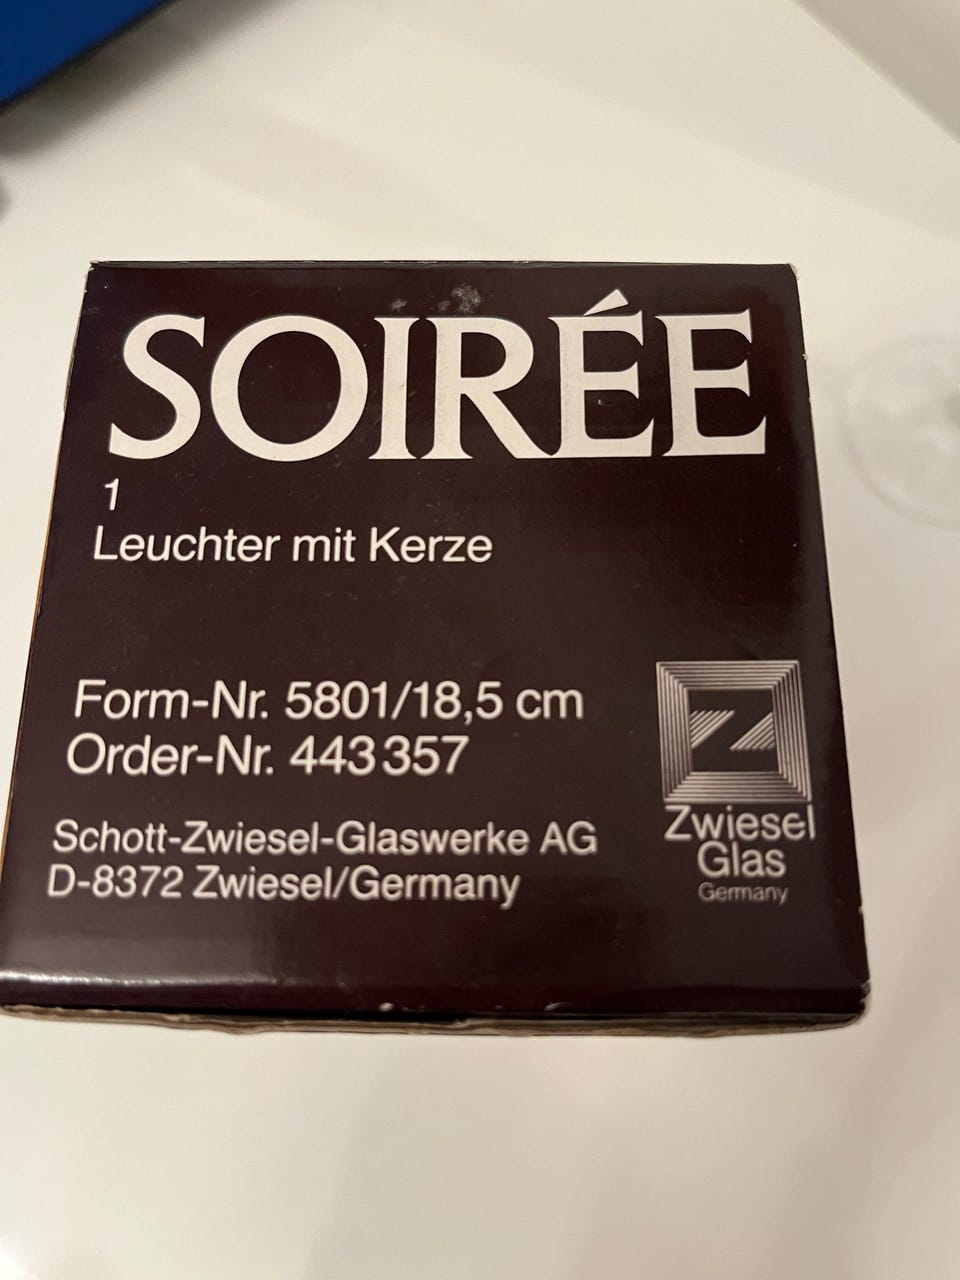 SOIRÉE
1
Leuchter mit Kerze
Form-Nr. 5801/18,5 cm
Order-Nr. 443 357
Schott-Zwiesel-Glaswerke AG
D-8372 Zwiesel/Germany
Z
Zwiesel
Glas
Germany